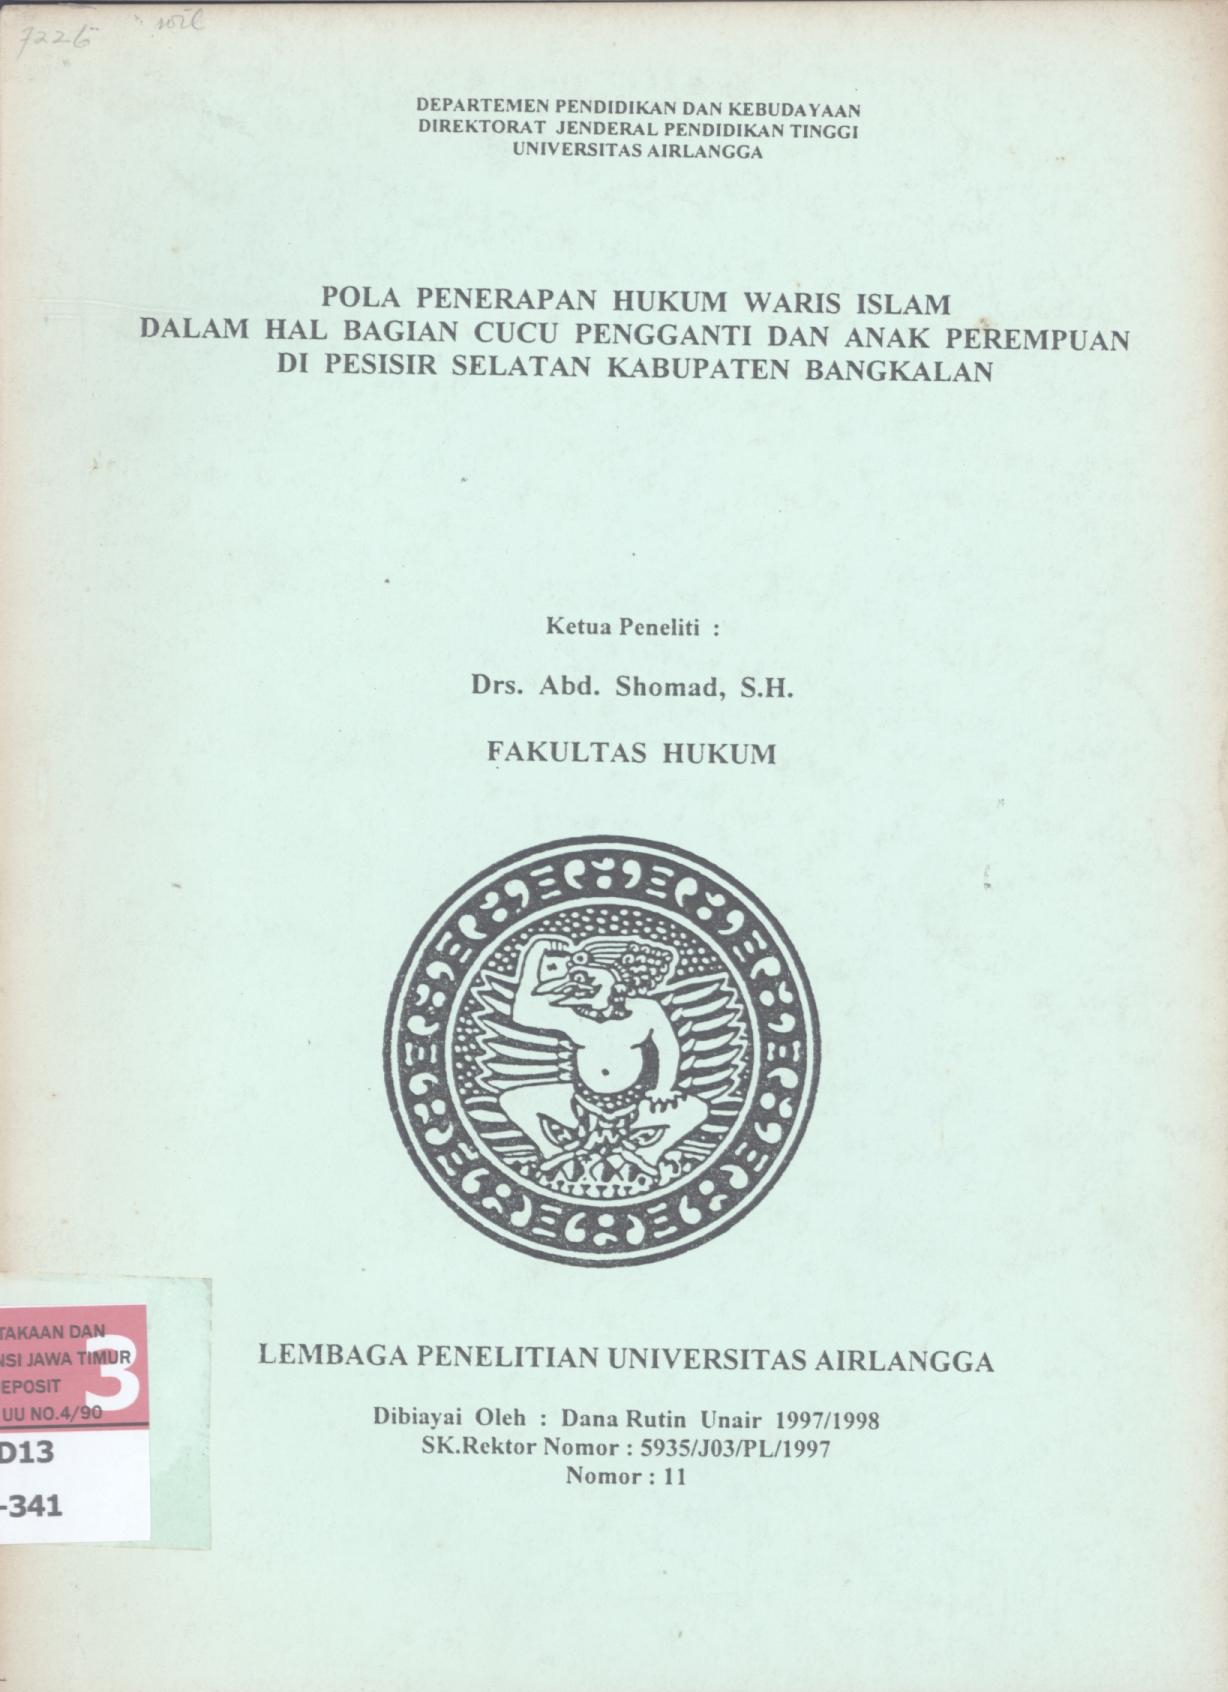 7226
DEPARTEMEN PENDIDIKAN DAN KEBUDAYAAN
DIREKTORAT JENDERAL PENDIDIKAN TINGGI
UNIVERSITAS AIRLANGGA
POLA PENERAPAN HUKUM WARIS ISLAM
DALAM HAL BAGIAN CUCU PENGGANTI DAN ANAK PEREMPUAN
DI PESISIR SELATAN KABUPATEN BANGKALAN
Ketua Peneliti :
Drs. Abd. Shomad, S.H.
FAKULTAS HUKUM
TAKAAN DAN
NSI JAWA TIMUR
EPOSIT
UU NO.4/90
3
D13
-341
LEMBAGA PENELITIAN UNIVERSITAS AIRLANGGA
Dibiayai Oleh : Dana Rutin Unair 1997/1998
SK.Rektor Nomor : 5935/J03/PL/1997
Nomor : 11